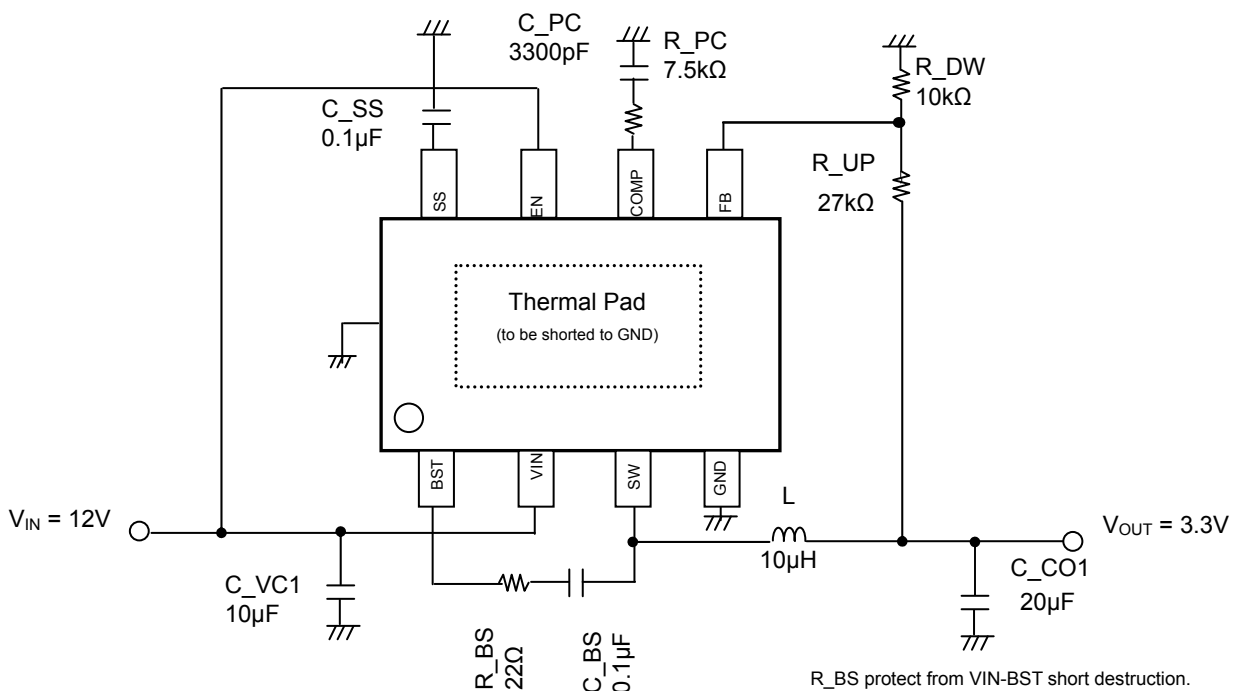 C_PC
3300pF
R_PC
7.5kΩ
R_DW
10kΩ
C_SS
0.1µF
R_UP
27kΩ
SS
EN
COMP
FB
Thermal Pad
(to be shorted to GND)
BST
VIN
SW
GND
L
10µH
VIN = 12V
VOUT = 3.3V
C_VC1
10µF
C_CO1
20µF
R_BS
22Ω
C_BS
0.1µF
R_BS protect from VIN-BST short destruction.